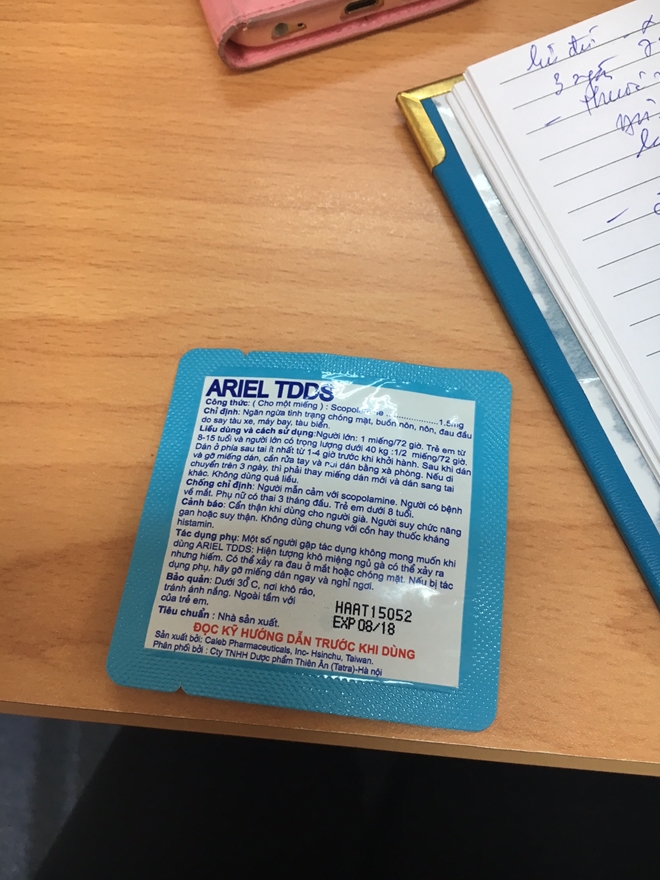 ARIEL TDDS
Công thức: ( Cho một miếng ) : Scopolamine ......................1.5mg
Chỉ định: Ngăn ngừa tình trạng chóng mặt, buồn nôn, nôn, đau đầu
do say tàu xe, máy bay, tàu biển.
Liều dùng và cách sử dụng:Người lớn: 1 miếng/72 giờ. Trẻ em từ
8-15 tuổi và người lớn có trọng lượng dưới 40 kg :1/2 miếng/72 giờ.
Dán ở phía sau tai ít nhất từ 1-4 giờ trước khi khởi hành. Sau khi dán
và gỡ miếng dán, cần rửa tay và nơi dán bằng xà phòng. Nếu di
chuyển trên 3 ngày, thì phải thay miếng dán mới và dán sang tai
khác. Không dùng quá liều.
Chống chỉ định: Người mẫn cảm với scopolamine. Người có bệnh
về mắt. Phụ nữ có thai 3 tháng đầu. Trẻ em dưới 8 tuổi.
Cảnh báo: Cẩn thận khi dùng cho người già. Người suy chức năng
gan hoặc suy thận. Không dùng chung với cồn hay thuốc kháng
histamin.
Tác dụng phụ: Một số người gặp tác dụng không mong muốn khi
dùng ARIEL TDDS: Hiện tượng khô miệng ngủ gà có thể xảy ra
nhưng hiếm. Có thể xảy ra đau ở mắt hoặc chóng mặt. Nếu bị tác
dụng phụ, hãy gỡ miếng dán ngay và nghỉ ngơi.
Bảo quản: Dưới 30°C, nơi khô ráo,
tránh ánh nắng. Ngoài tầm với
của trẻ em.
HAAT15052
EXP 08/18
Tiêu chuẩn : Nhà sản xuất.
ĐỌC KỸ HƯỚNG DẪN TRƯỚC KHI DÙNG
Sản xuất bởi: Caleb Pharmaceuticals, Inc- Hsinchu, Taiwan.
Phân phối bởi : Cty TNHH Dược phẩm Thiên Ân (Tatra)-Hà nội
3